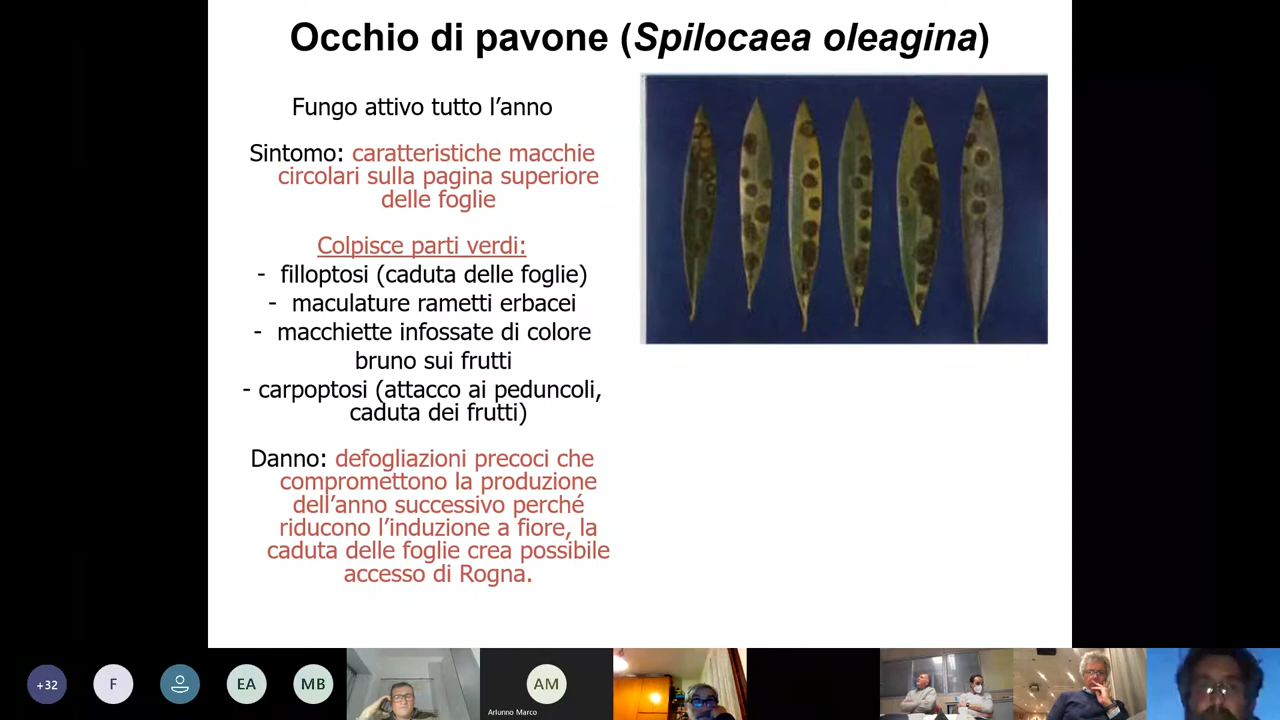 Occhio di pavone (Spilocaea oleagina)
Fungo attivo tutto l'anno
Sintomo: caratteristiche macchie
circolari sulla pagina superiore
delle foglie
Colpisce parti verdi:
- filloptosi (caduta delle foglie)
- maculature rametti erbacei
- macchiette infossate di colore
bruno sui frutti
- carpoptosi (attacco ai peduncoli,
caduta dei frutti)
Danno: defogliazioni precoci che
compromettono la produzione
dell'anno successivo perché
riducono l'induzione a fiore, la
caduta delle foglie crea possibile
accesso di Rogna.
+32
F
EA
MB
AM
Arlunno Marco